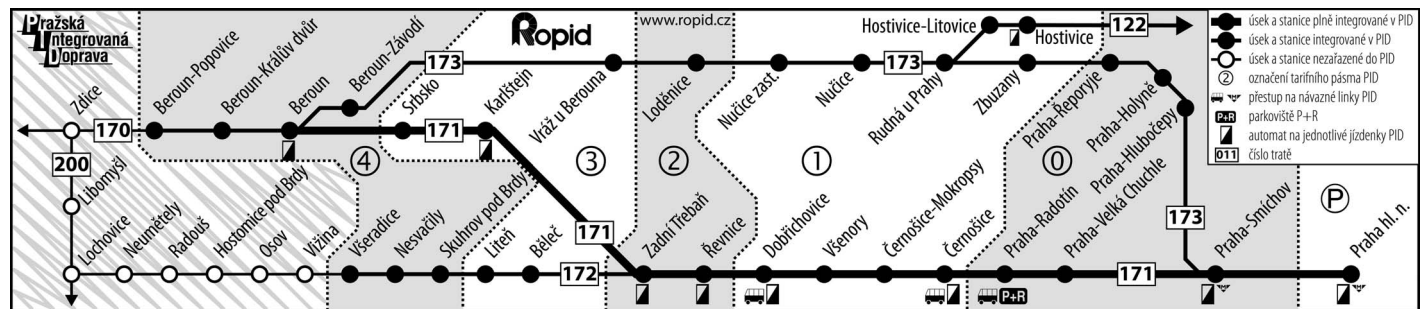 Pražská
Integrovaná
Doprava
Ropid
www.ropid.cz
Zdice
170
Beroun-Popovice
Beroun-Králův dvůr
Beroun
Beroun-Závodí
173
Srbsko
171
Karlštejn
Vráž u Berouna
Loděnice
Nučice zast.
Nučice
173
Rudná u Prahy
Hostivice-Litovice
Hostivice
122
Zbuzany
Praha-Řeporyje
Praha-Holyně
Praha-Hlubočepy
200
Libomyšl
4
3
2
1
0
P
Lochovice
Neumětely
Radouš
Hostomice pod Brdy
Osov
Vižina
Všeradice
Nesvačily
Skuhrov pod Brdy
Liteň
Běleč
172
171
Zadní Třebaň
Řevnice
Dobřichovice
Všenory
Černošice-Mokropsy
Černošice
Praha-Radotín
Praha-Velká Chuchle
171
173
Praha-Smíchov
Praha hl. n.
P+R
úsek a stanice plně integrované v PID
úsek a stanice integrované v PID
úsek a stanice nezařazené do PID
2 označení tarifního pásma PID
přestup na návazné linky PID
P+R parkoviště P+R
automat na jednotlivé jízdenky PID
011 číslo tratě